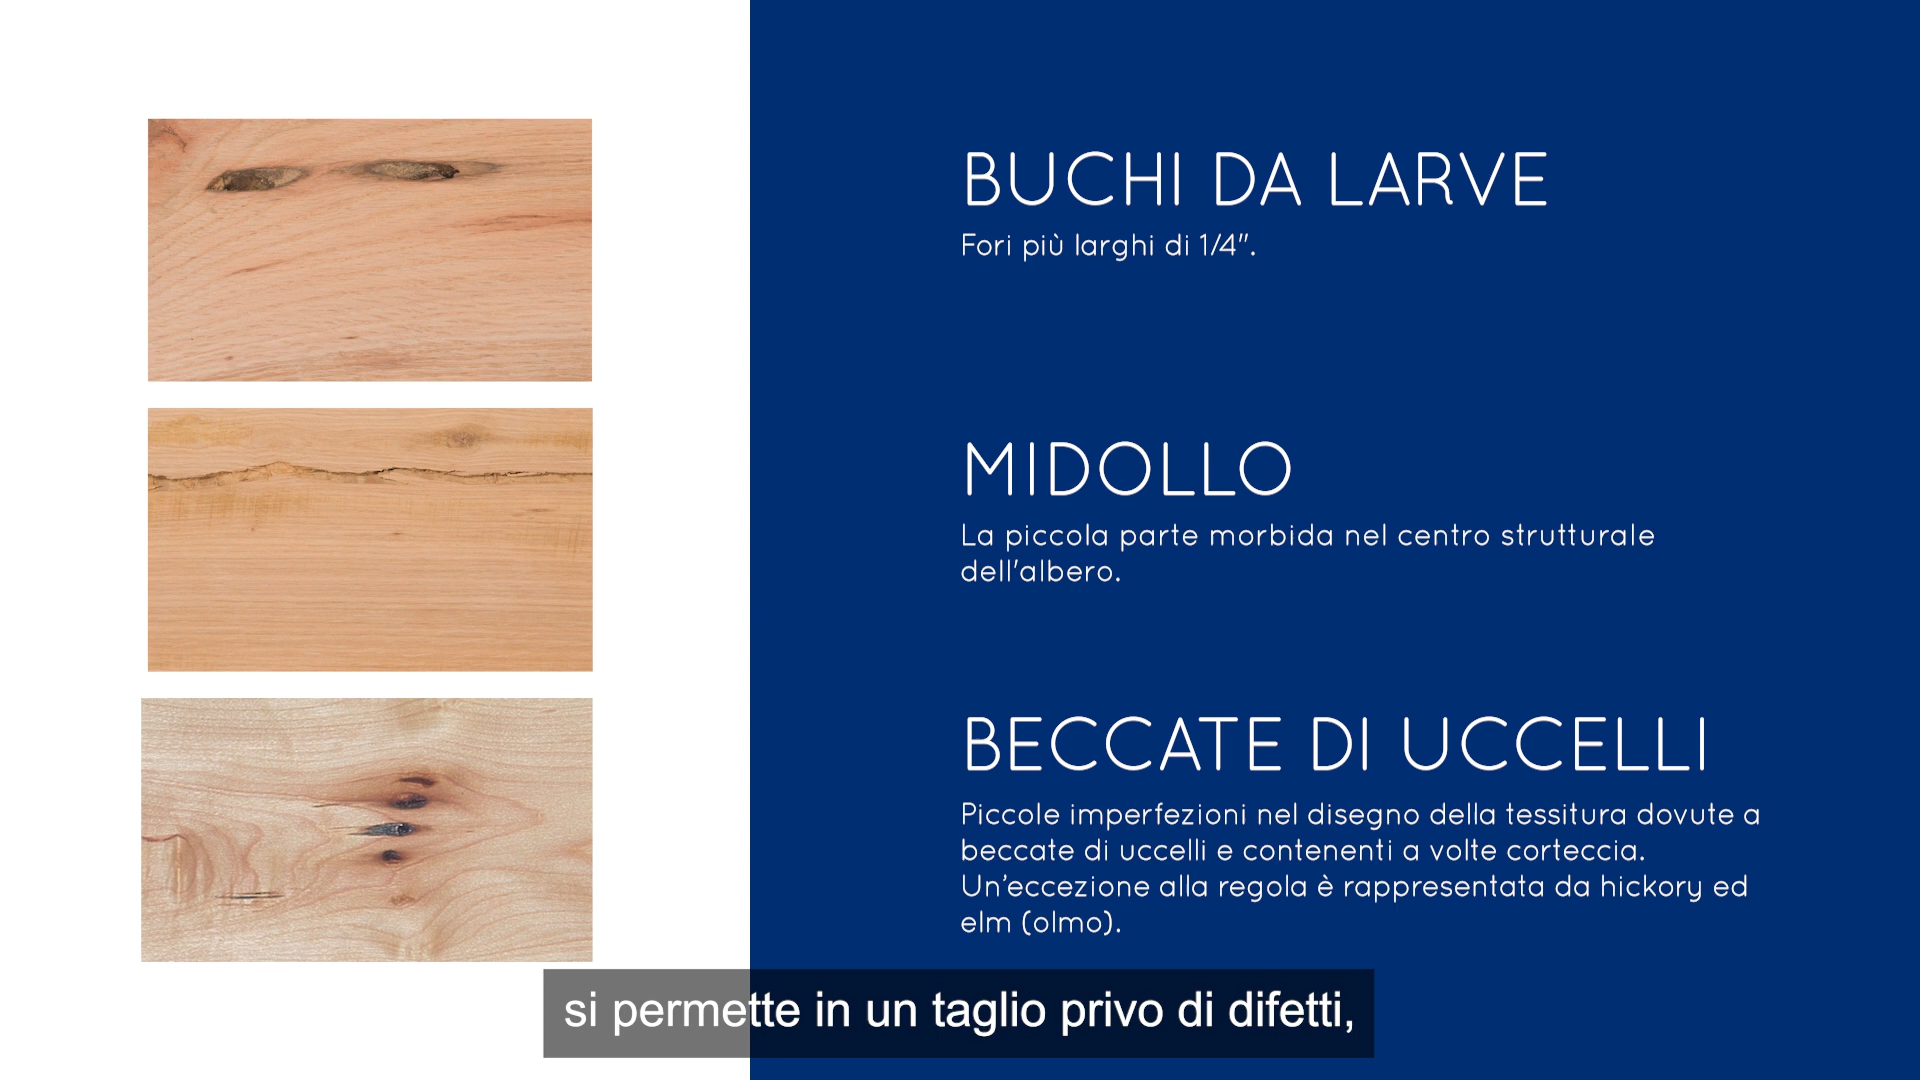 BUCHI DA LARVE
Fori più larghi di 1/4".
MIDOLLO
La piccola parte morbida nel centro strutturale
dell'albero.
BECCATE DI UCCELLI
Piccole imperfezioni nel disegno della tessitura dovute a
beccate di uccelli e contenenti a volte corteccia.
Un’eccezione alla regola è rappresentata da hickory ed
elm (olmo).
si permette in un taglio privo di difetti,